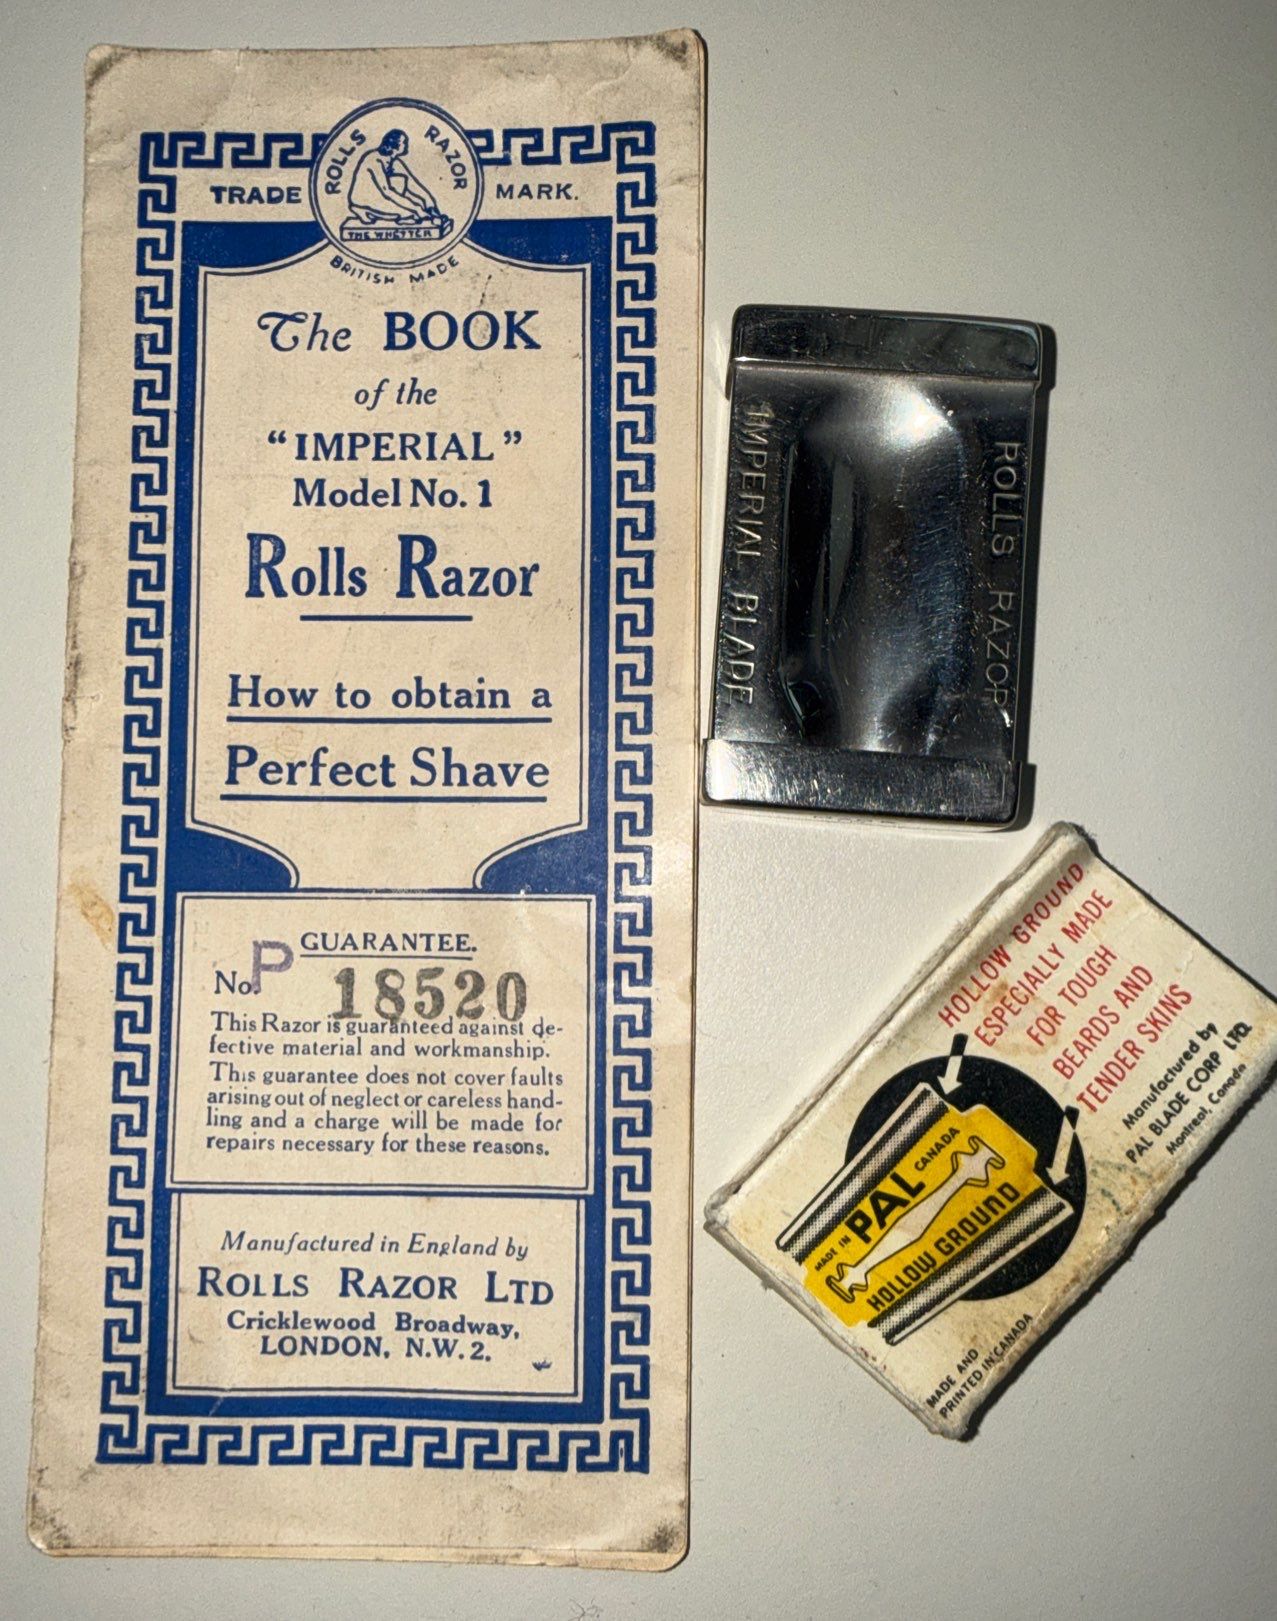 ROLLS RAZOR
TRADE MARK.
THE WHETTER
BRITISH MADE
The BOOK
of the
"IMPERIAL"
Model No. 1
Rolls Razor
How to obtain a
Perfect Shave
GUARANTEE.
No. P 18520
This Razor is guaranteed against de-
fective material and workmanship.
This guarantee does not cover faults
arising out of neglect or careless hand-
ling and a charge will be made for
repairs necessary for these reasons.
Manufactured in England by
ROLLS RAZOR LTD
Cricklewood Broadway,
LONDON, N.W.2.
ROLLS RAZOR
IMPERIAL BLADE
HOLLOW GROUND
ESPECIALLY MADE
FOR TOUGH
BEARDS AND
TENDER SKINS
Manufactured by
PAL BLADE CORP LTD.
Montreal, Canada
MADE IN PAL CANADA
HOLLOW GROUND
MADE AND
PRINTED IN CANADA